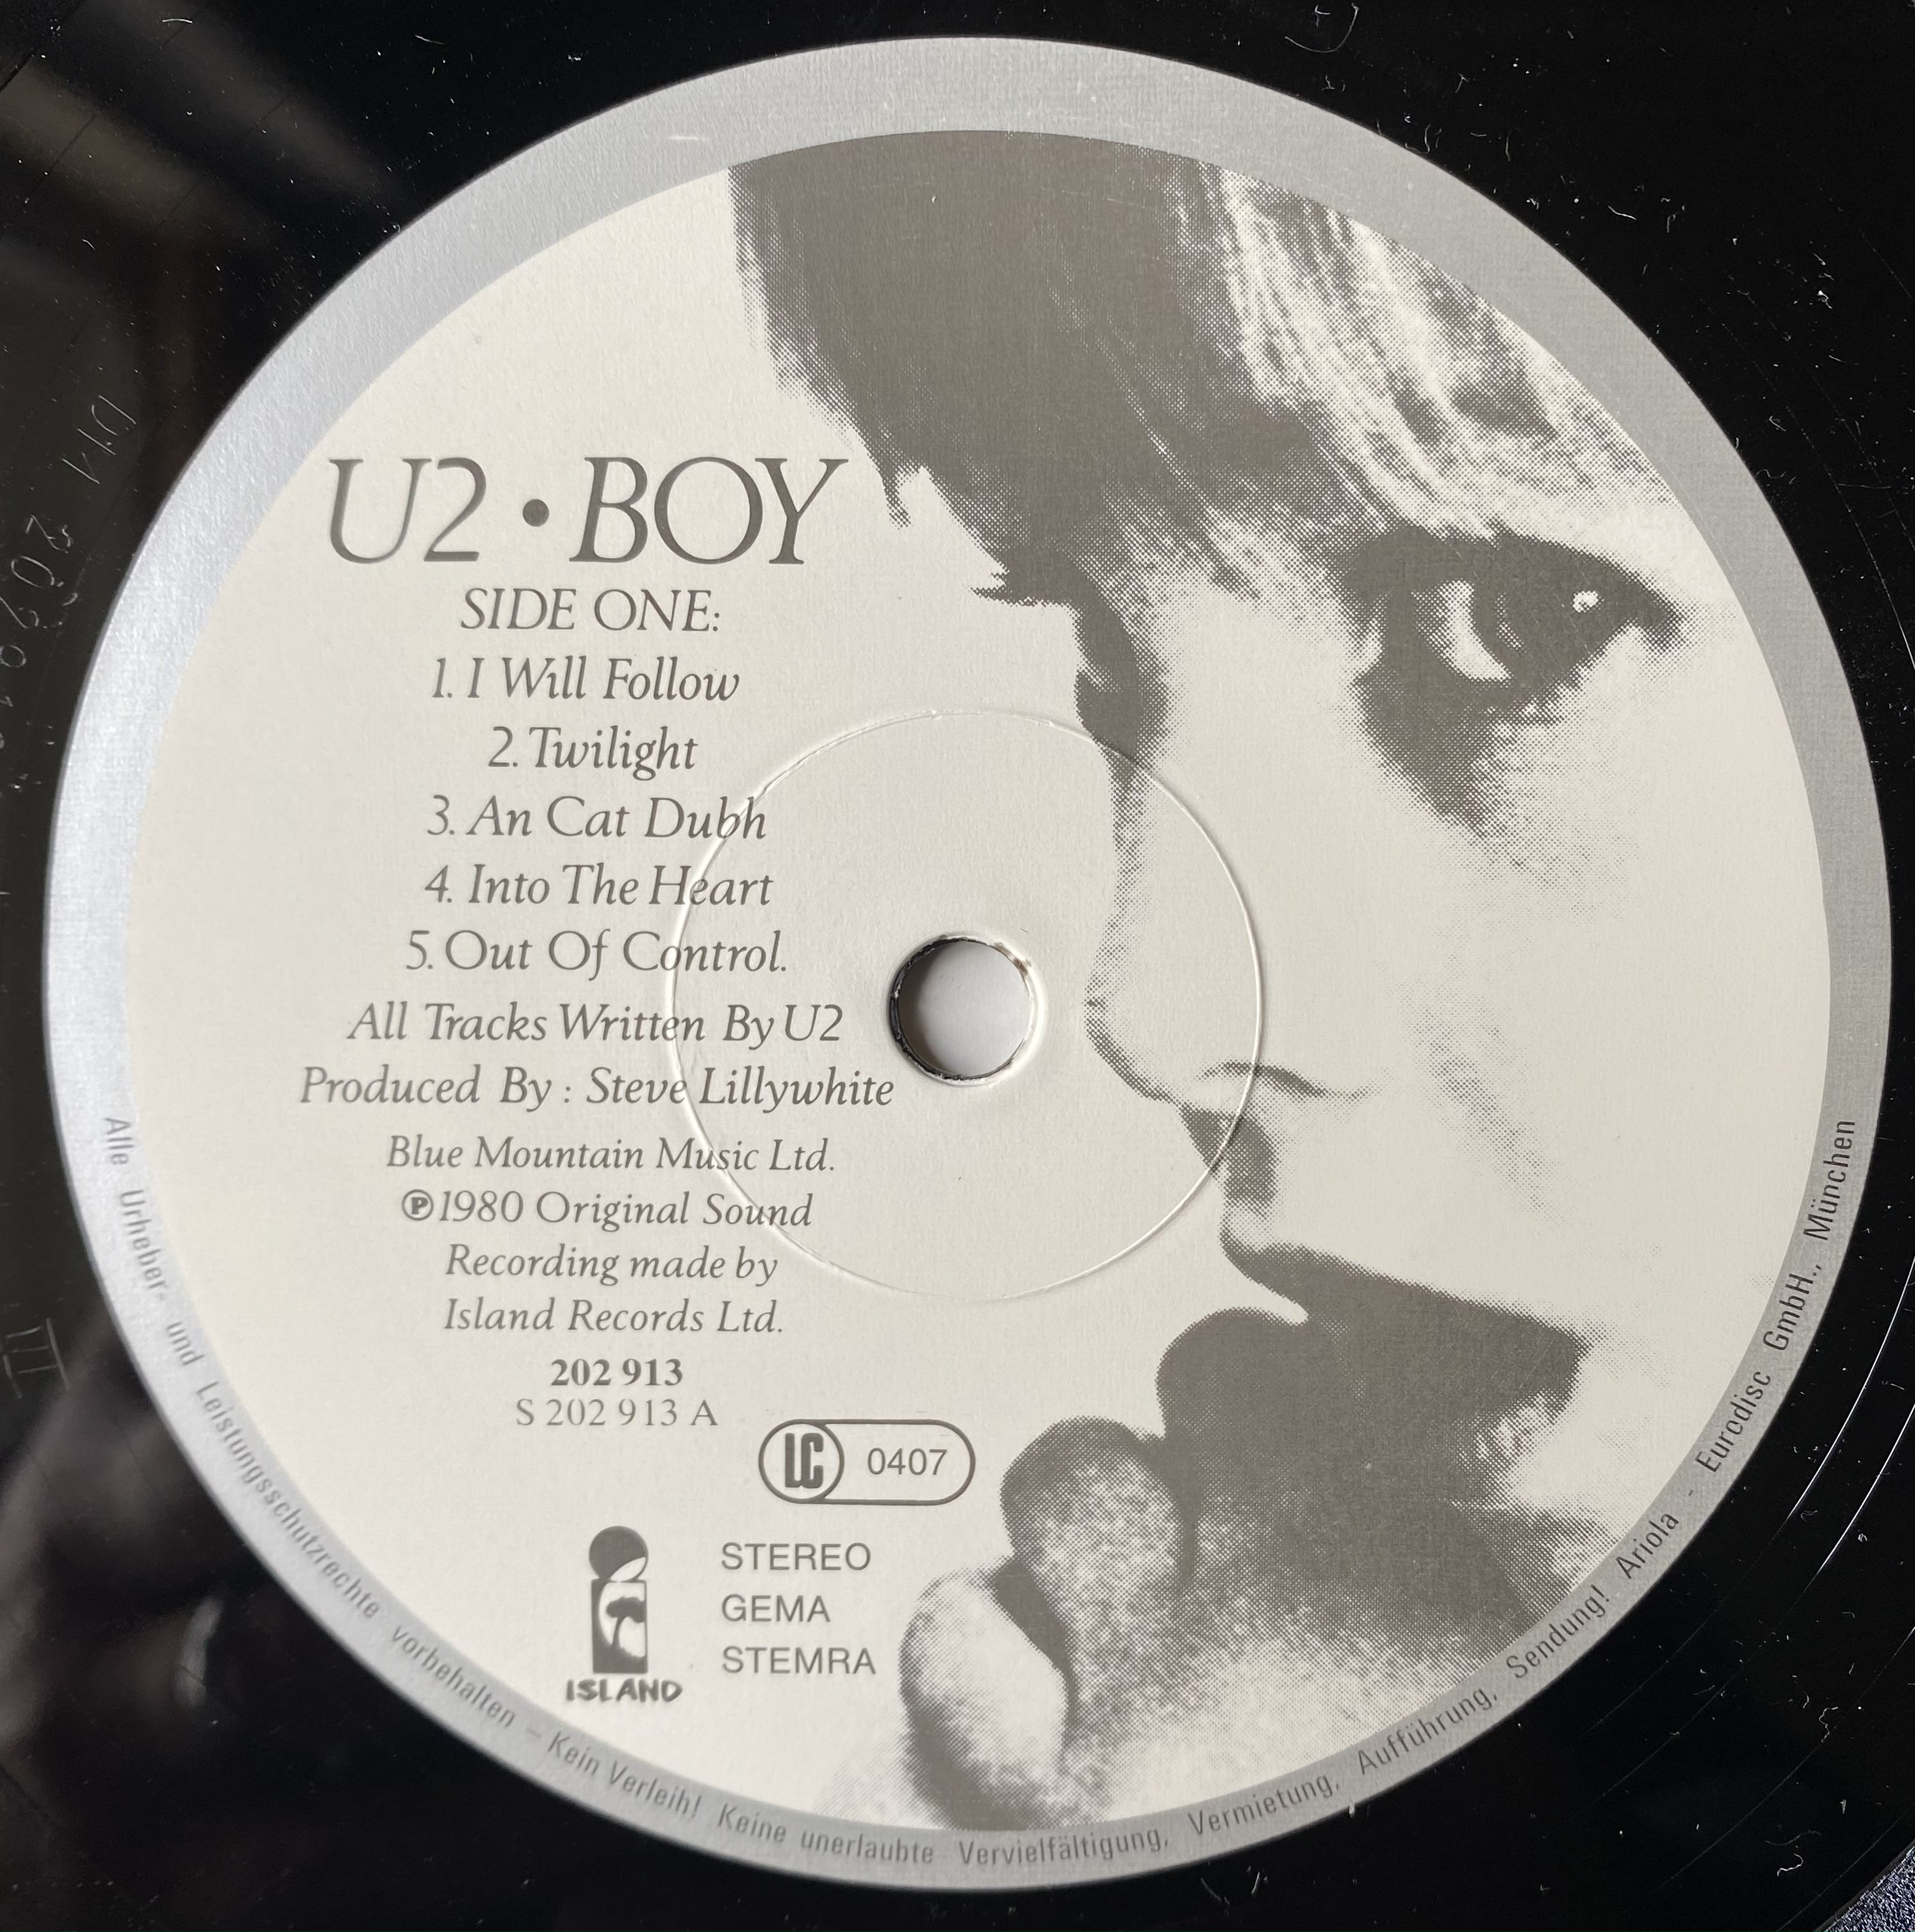 U2 • BOY
SIDE ONE:
1. I Will Follow
2. Twilight
3. An Cat Dubh
4. Into The Heart
5. Out Of Control.
All Tracks Written By U2
Produced By : Steve Lillywhite
Blue Mountain Music Ltd.
℗1980 Original Sound
Recording made by
Island Records Ltd.
202 913
S 202 913 A
LC 0407
STEREO
GEMA
STEMRA
ISLAND
Alle Urheber- und Leistungsschutzrechte vorbehalten – Kein Verleih! Keine unerlaubte Vervielfältigung, Vermietung, Aufführung, Sendung! Ariola - Eurodisc GmbH., München